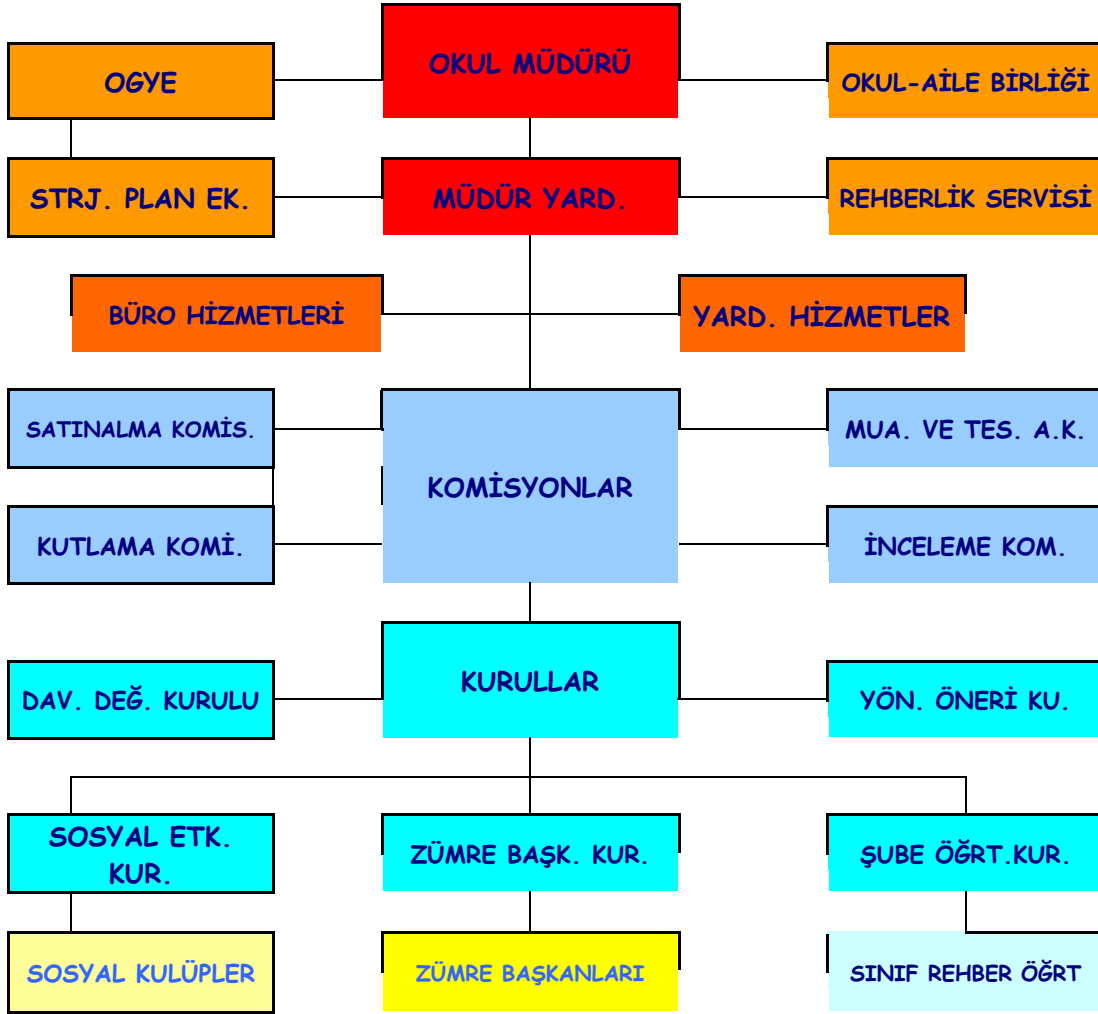 OKUL MÜDÜRÜ
OGYE
OKUL-AİLE BİRLİĞİ
STRJ. PLAN EK.
MÜDÜR YARD.
REHBERLİK SERVİSİ
BÜRO HİZMETLERİ
YARD. HİZMETLER
SATINALMA KOMİS.
MUA. VE TES. A.K.
KOMİSYONLAR
KUTLAMA KOMİ.
İNCELEME KOM.
KURULLAR
DAV. DEĞ. KURULU
YÖN. ÖNERİ KU.
SOSYAL ETK.
KUR.
ZÜMRE BAŞK. KUR.
ŞUBE ÖĞRT.KUR.
SOSYAL KULÜPLER
ZÜMRE BAŞKANLARI
SINIF REHBER ÖĞRT